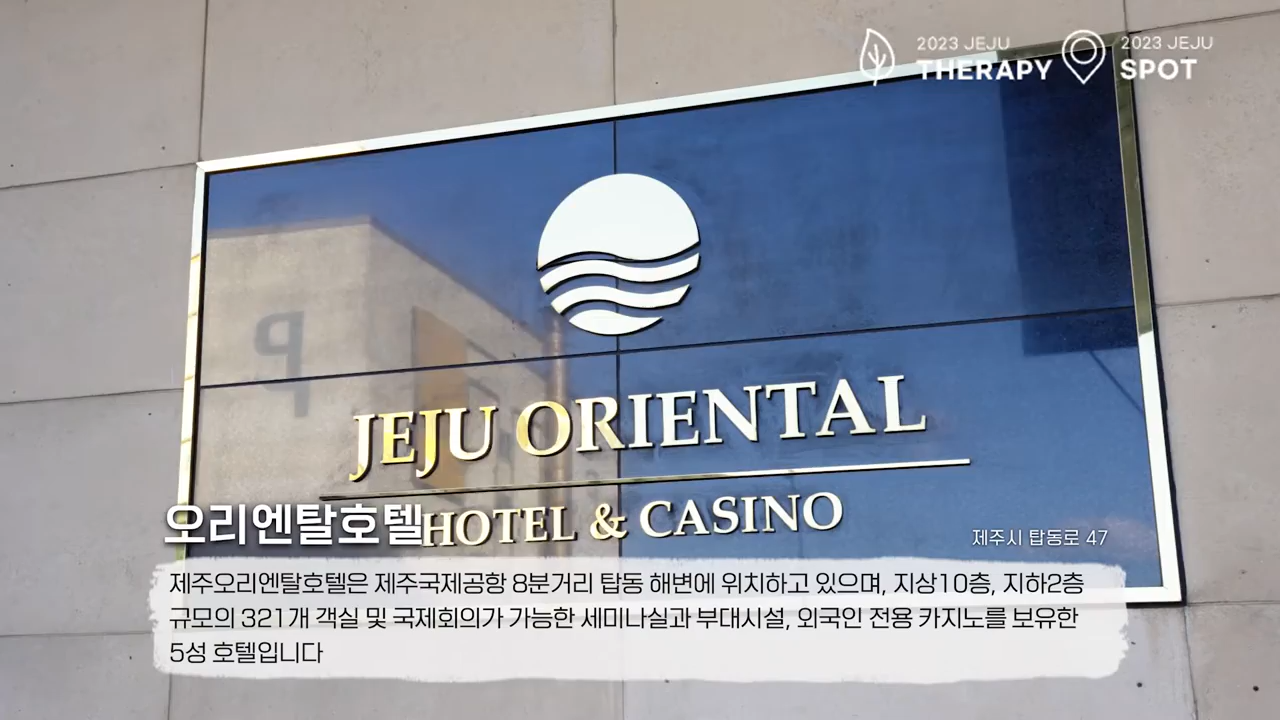 2023 JEJU
THERAPY
2023 JEJU
SPOT
P
JEJU ORIENTAL
HOTEL & CASINO
오리엔탈호텔
제주시 탑동로 47
제주오리엔탈호텔은 제주국제공항 8분거리 탑동 해변에 위치하고 있으며, 지상10층, 지하2층
규모의 321개 객실 및 국제회의가 가능한 세미나실과 부대시설, 외국인 전용 카지노를 보유한
5성 호텔입니다